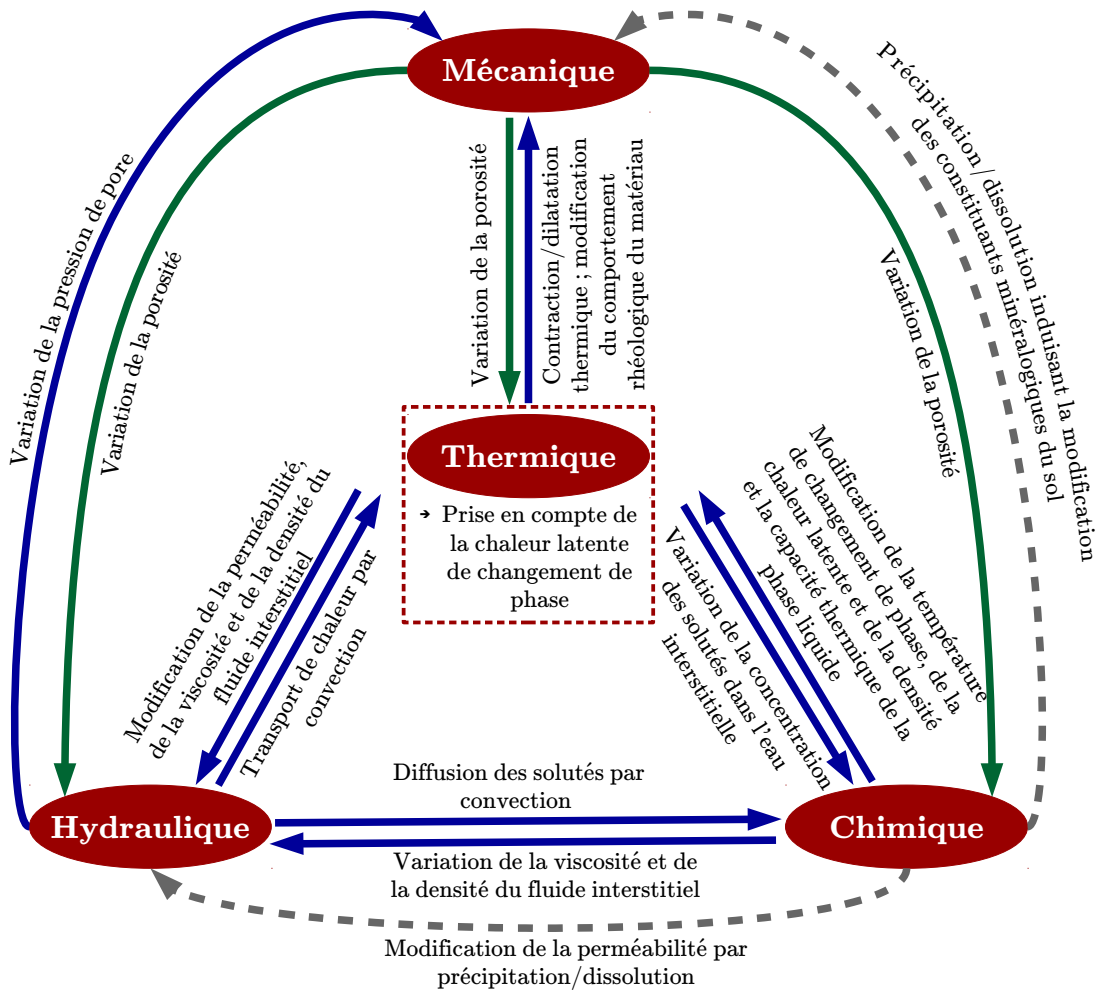 Mécanique
Variation de la pression de pore
Variation de la porosité
Variation de la porosité
Contraction/dilatation
thermique ; modification
du comportement
rhéologique du matériau
Variation de la porosité
Précipitation/dissolution induisant la modification
des constituants minéralogiques du sol
Thermique
Prise en compte de
la chaleur latente
de changement de
phase
Modification de la perméabilité,
de la viscosité et de la densité du
fluide interstitiel
Transport de chaleur par
convection
Modification de la température
de changement de phase, de la
chaleur latente et de la densité
et la capacité thermique de la
phase liquide
Variation de la concentration
des solutés dans l'eau
interstitielle
Hydraulique
Diffusion des solutés par
convection
Variation de la viscosité et de
la densité du fluide interstitiel
Chimique
Modification de la perméabilité par
précipitation/dissolution